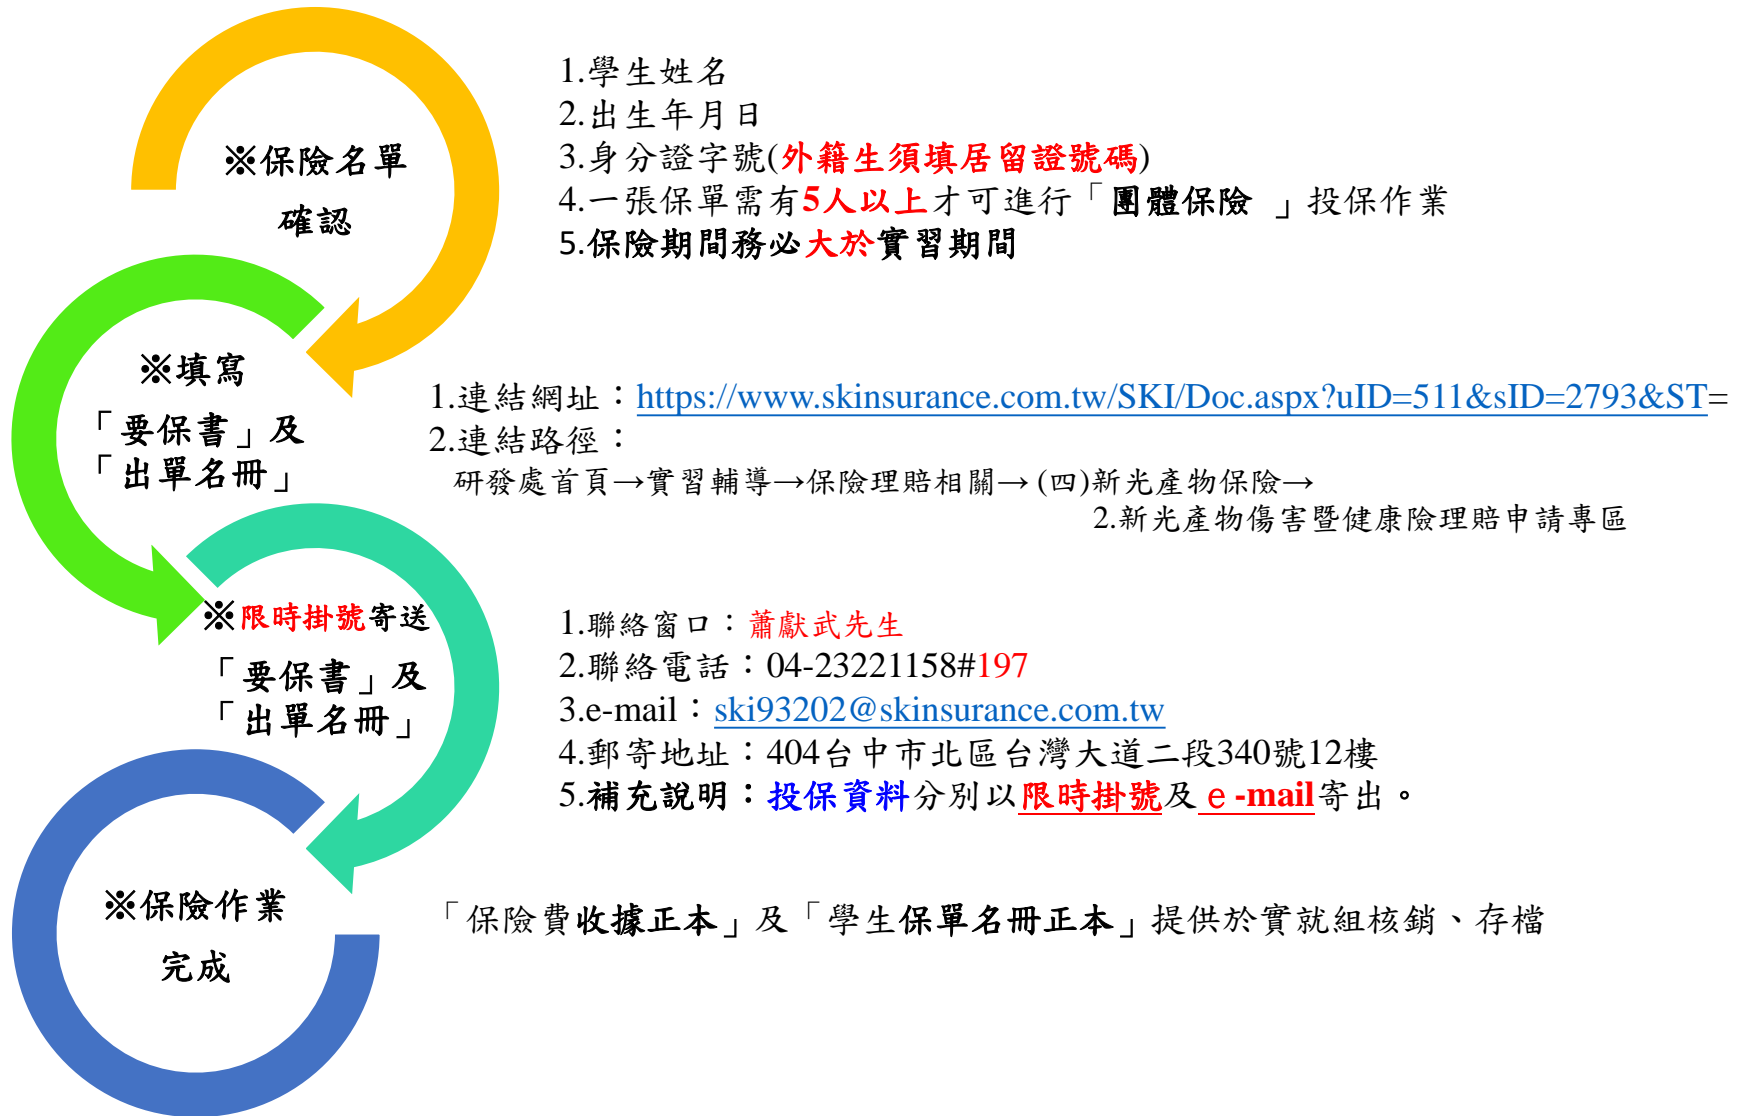 ※保險名單
確認
1.學生姓名
2.出生年月日
3.身分證字號(外籍生須填居留證號碼)
4.一張保單需有5人以上才可進行「團體保險 」投保作業
5.保險期間務必大於實習期間
※填寫
「要保書」及
「出單名冊」
1.連結網址：https://www.skinsurance.com.tw/SKI/Doc.aspx?uID=511&sID=2793&ST=
2.連結路徑：
研發處首頁→實習輔導→保險理賠相關→(四)新光產物保險→
2.新光產物傷害暨健康險理賠申請專區
※限時掛號寄送
「要保書」及
「出單名冊」
1.聯絡窗口：蕭獻武先生
2.聯絡電話：04-23221158#197
3.e-mail：ski93202@skinsurance.com.tw
4.郵寄地址：404台中市北區台灣大道二段340號12樓
5.補充說明：投保資料分別以限時掛號及ｅ-mail寄出。
※保險作業
完成
「保險費收據正本」及「學生保單名冊正本」提供於實就組核銷、存檔